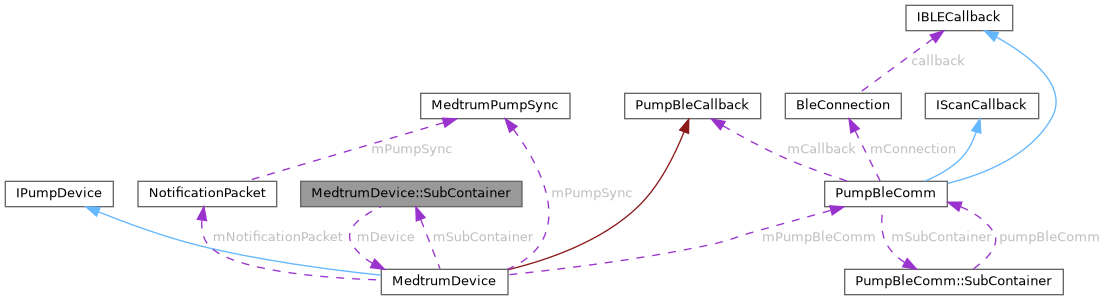 IBLECallback
callback
MedtrumPumpSync
PumpBleCallback
BleConnection
IScanCallback
mPumpSync
mCallback
mConnection
IPumpDevice
NotificationPacket
MedtrumDevice::SubContainer
mPumpSync
PumpBleComm
mNotificationPacket
mDevice
mSubContainer
mPumpBleComm
mSubContainer
pumpBleComm
MedtrumDevice
PumpBleComm::SubContainer